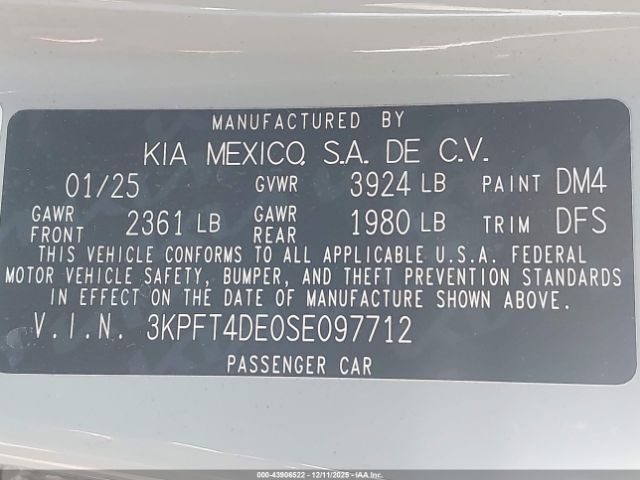 MANUFACTURED BY
KIA MEXICO, S.A. DE C.V.
01/25 GVWR 3924 LB PAINT DM4
GAWR FRONT 2361 LB GAWR REAR 1980 LB TRIM DFS
THIS VEHICLE CONFORMS TO ALL APPLICABLE U.S.A. FEDERAL
MOTOR VEHICLE SAFETY, BUMPER, AND THEFT PREVENTION STANDARDS
IN EFFECT ON THE DATE OF MANUFACTURE SHOWN ABOVE.
V.I.N. 3KPFT4DE0SE097712
PASSENGER CAR
000-43906522 - 12/11/2025 - IAA Inc.